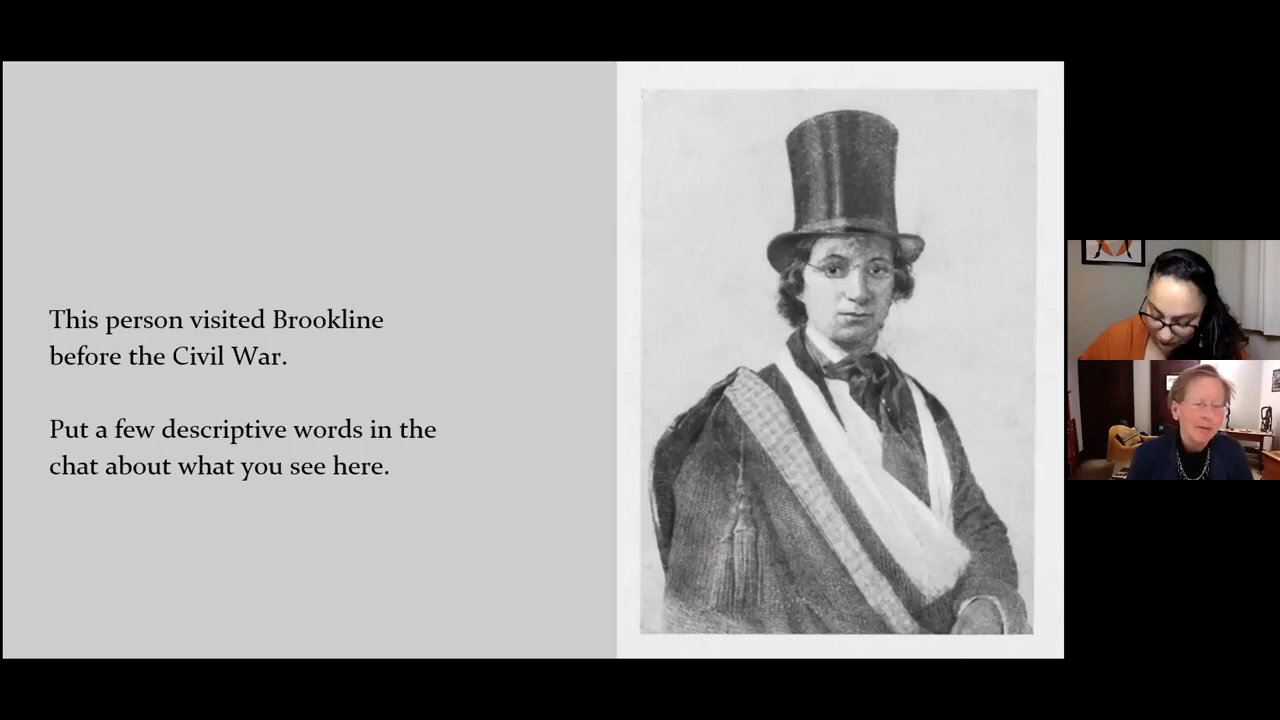 This person visited Brookline
before the Civil War.
Put a few descriptive words in the
chat about what you see here.